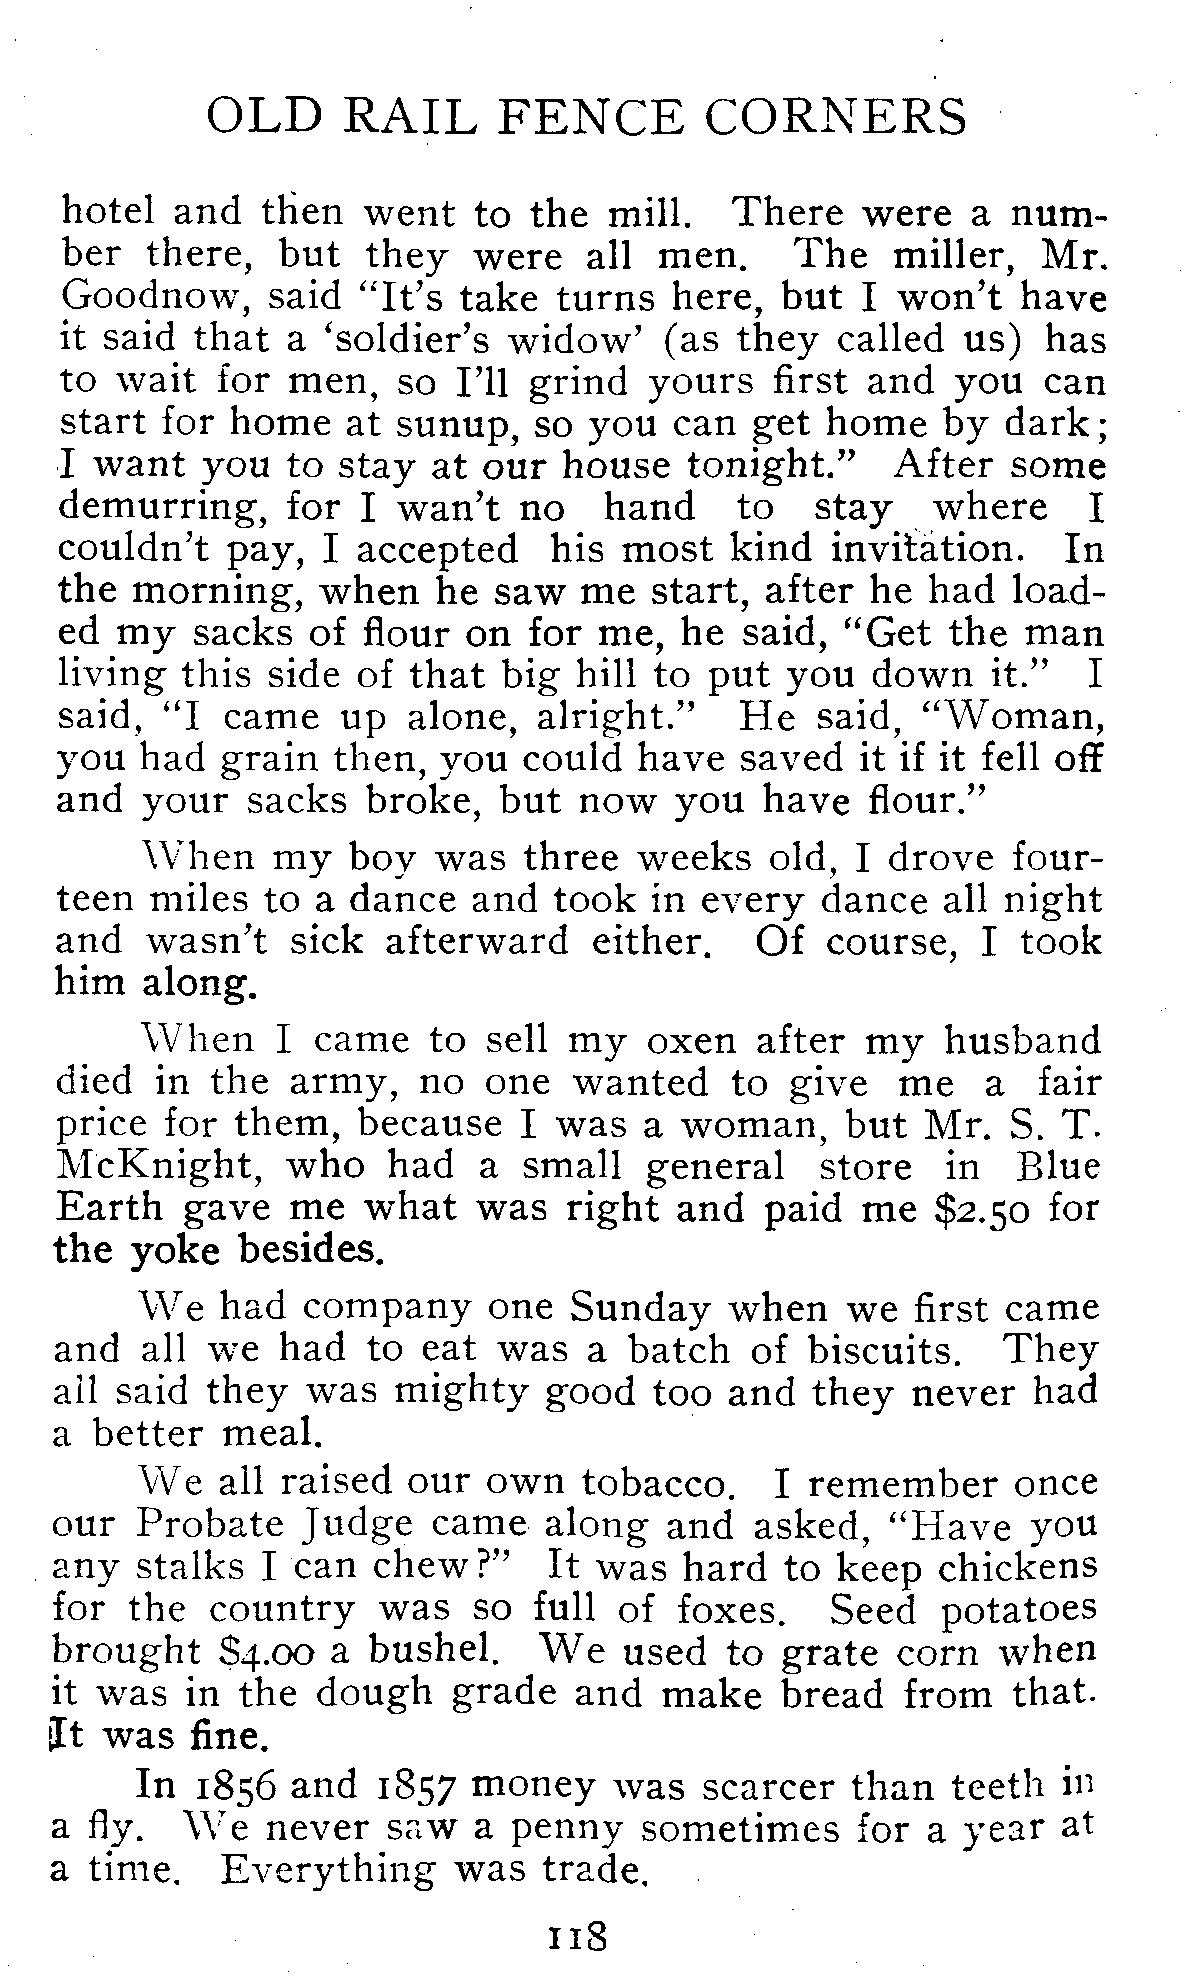 OLD RAIL FENCE CORNERS
hotel and then went to the mill. There were a num-
ber there, but they were all men. The miller, Mr.
Goodnow, said "It's take turns here, but I won't have
it said that a 'soldier's widow' (as they called us) has
to wait for men, so I'll grind yours first and you can
start for home at sunup, so you can get home by dark;
I want you to stay at our house tonight." After some
demurring, for I wan't no hand to stay where I
couldn't pay, I accepted his most kind invitation. In
the morning, when he saw me start, after he had load-
ed my sacks of flour on for me, he said, "Get the man
living this side of that big hill to put you down it." I
said, "I came up alone, alright." He said, "Woman,
you had grain then, you could have saved it if it fell off
and your sacks broke, but now you have flour."
When my boy was three weeks old, I drove four-
teen miles to a dance and took in every dance all night
and wasn't sick afterward either. Of course, I took
him along.
When I came to sell my oxen after my husband
died in the army, no one wanted to give me a fair
price for them, because I was a woman, but Mr. S. T.
McKnight, who had a small general store in Blue
Earth gave me what was right and paid me $2.50 for
the yoke besides.
We had company one Sunday when we first came
and all we had to eat was a batch of biscuits. They
all said they was mighty good too and they never had
a better meal.
We all raised our own tobacco. I remember once
our Probate Judge came along and asked, "Have you
any stalks I can chew?" It was hard to keep chickens
for the country was so full of foxes. Seed potatoes
brought $4.00 a bushel. We used to grate corn when
it was in the dough grade and make bread from that.
It was fine.
In 1856 and 1857 money was scarcer than teeth in
a fly. We never saw a penny sometimes for a year at
a time. Everything was trade.
118